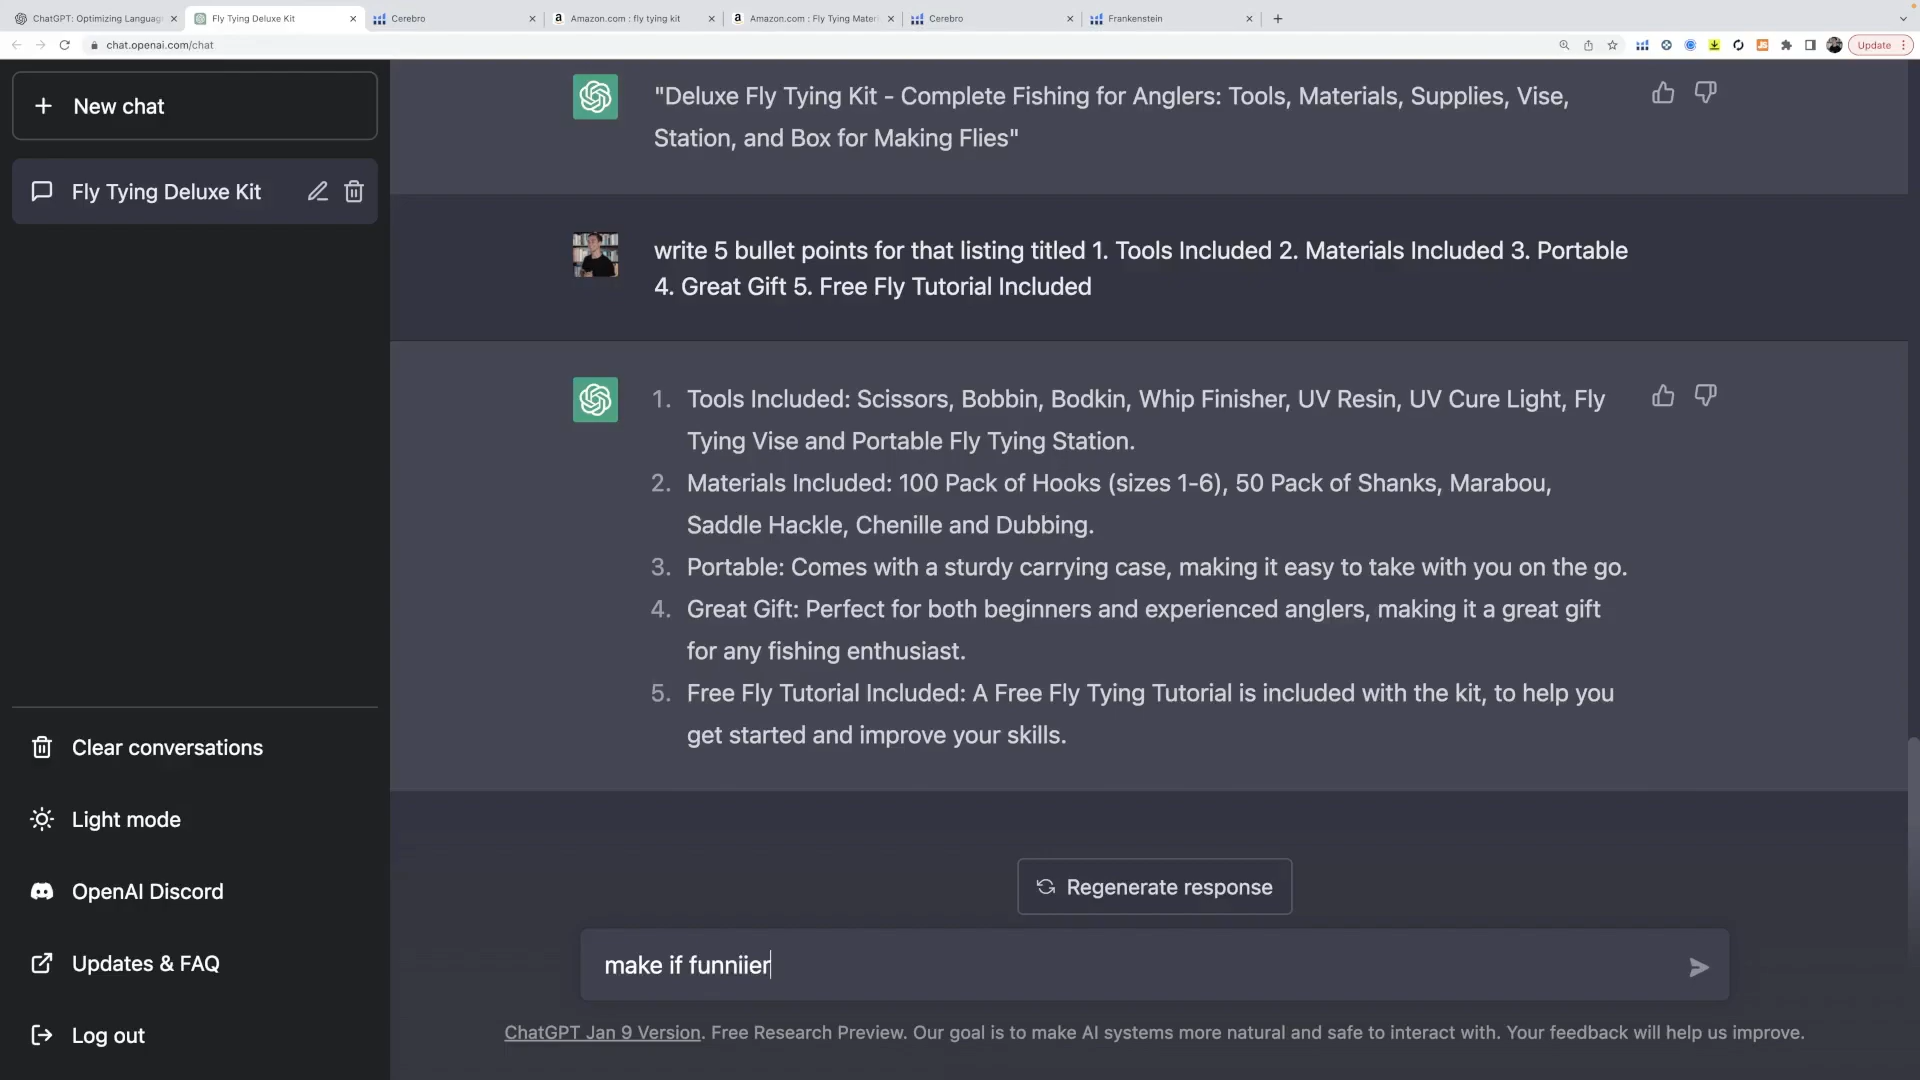 ChatGPT: Optimizing Languag
Fly Tying Deluxe Kit
Cerebro
Amazon.com : fly tying kit
Amazon.com : Fly Tying Mater
Cerebro
Frankenstein
chat.openai.com/chat
Update
New chat
Fly Tying Deluxe Kit
Clear conversations
Light mode
OpenAI Discord
Updates & FAQ
Log out
"Deluxe Fly Tying Kit - Complete Fishing for Anglers: Tools, Materials, Supplies, Vise,
Station, and Box for Making Flies"
write 5 bullet points for that listing titled 1. Tools Included 2. Materials Included 3. Portable
4. Great Gift 5. Free Fly Tutorial Included
1. Tools Included: Scissors, Bobbin, Bodkin, Whip Finisher, UV Resin, UV Cure Light, Fly
Tying Vise and Portable Fly Tying Station.
2. Materials Included: 100 Pack of Hooks (sizes 1-6), 50 Pack of Shanks, Marabou,
Saddle Hackle, Chenille and Dubbing.
3. Portable: Comes with a sturdy carrying case, making it easy to take with you on the go.
4. Great Gift: Perfect for both beginners and experienced anglers, making it a great gift
for any fishing enthusiast.
5. Free Fly Tutorial Included: A Free Fly Tying Tutorial is included with the kit, to help you
get started and improve your skills.
Regenerate response
make if funniier
ChatGPT Jan 9 Version. Free Research Preview. Our goal is to make AI systems more natural and safe to interact with. Your feedback will help us improve.